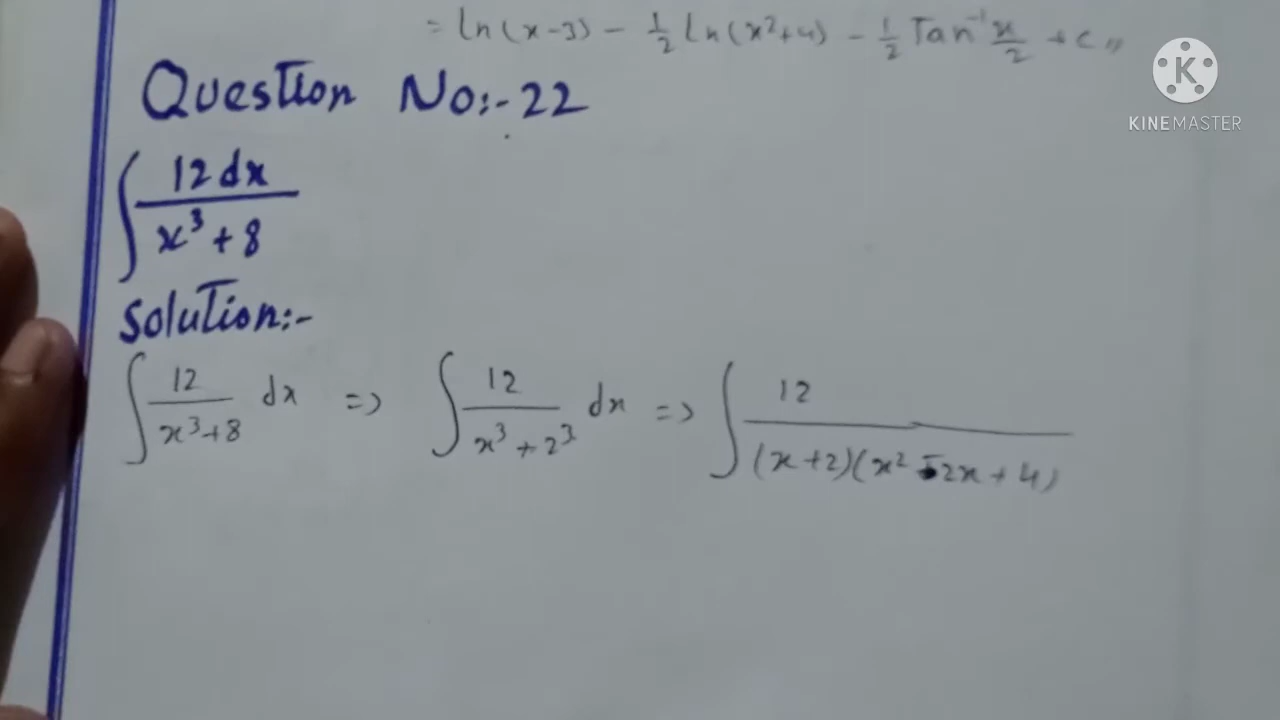 = ln(x-3) - 1/2 ln(x²+4) - 1/2 Tan⁻¹ x/2 + c,,
K
KINEMASTER
Question No:- 22
∫ 12dx / x³+8
Solution:-
∫ 12/x³+8 dx => ∫ 12/x³+2³ dx => ∫ 12/(x+2)(x²-2x+4)